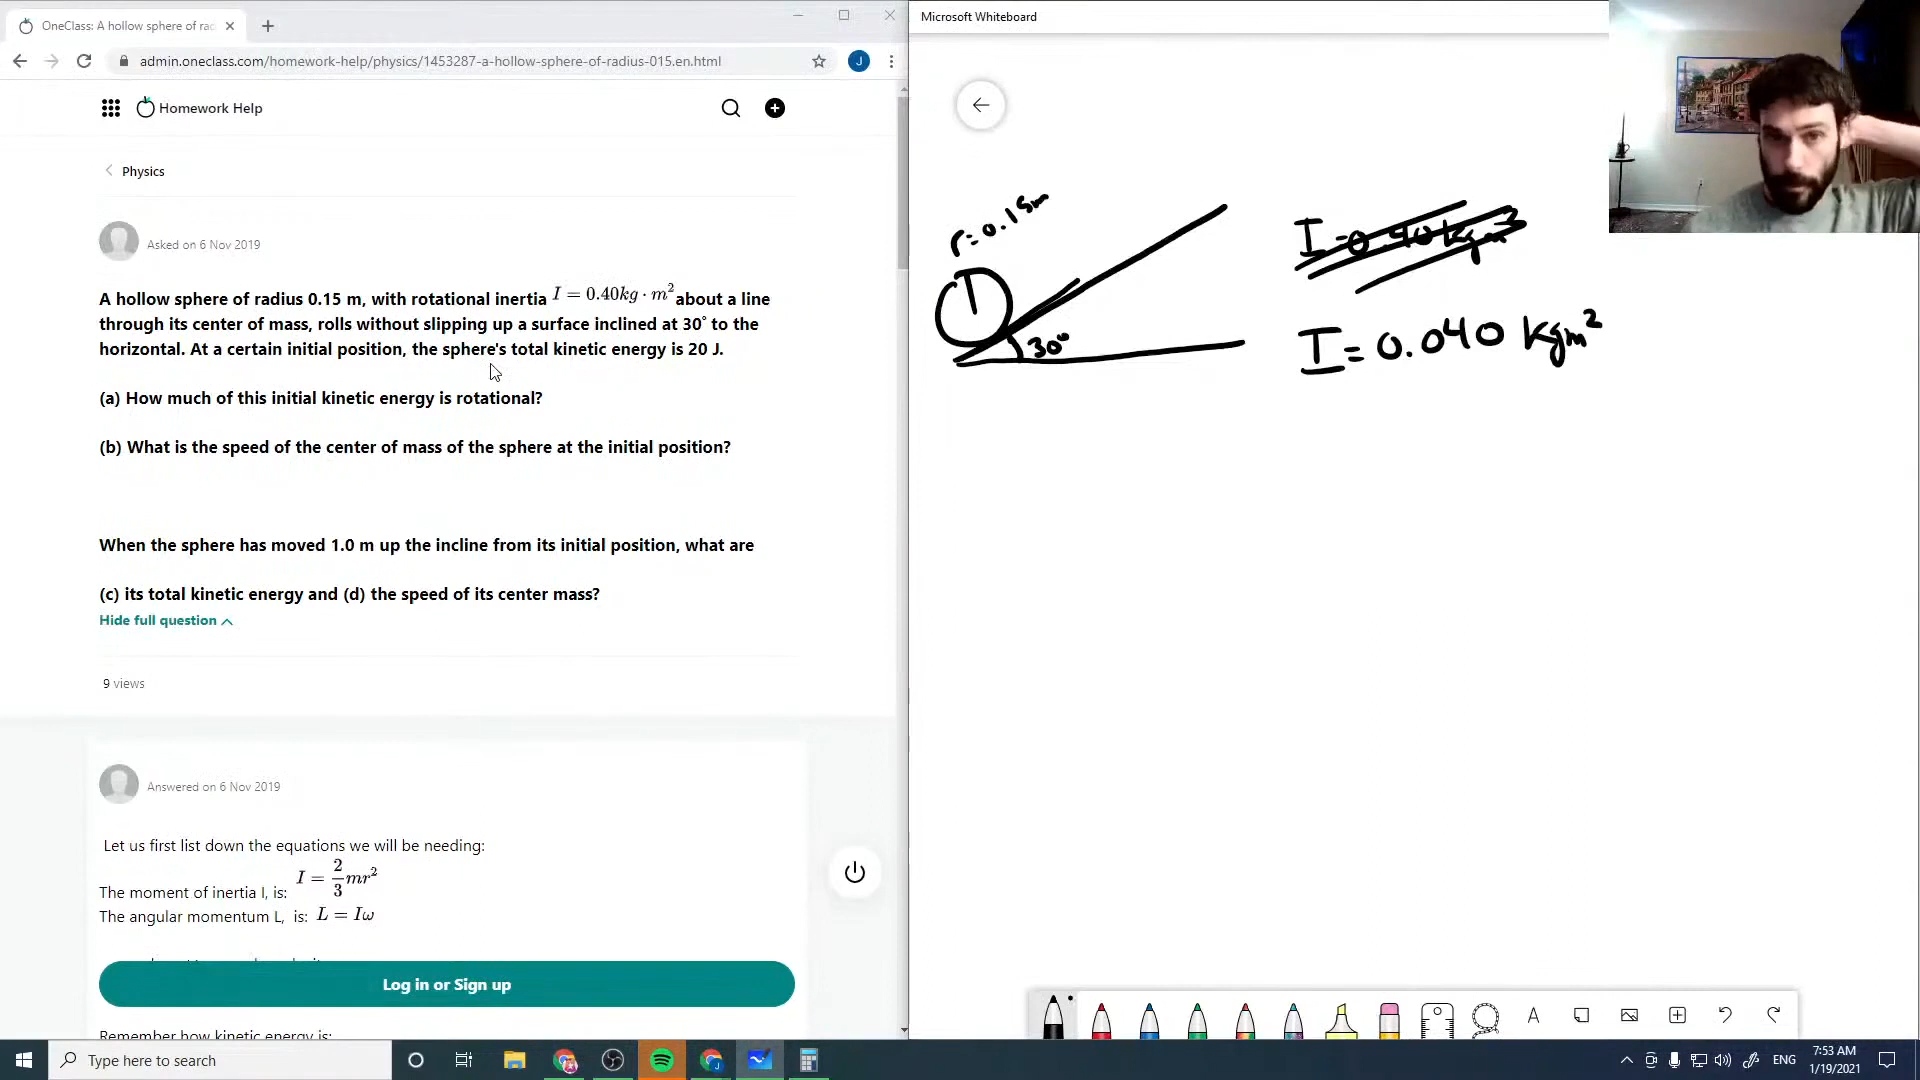 OneClass: A hollow sphere of rad
Microsoft Whiteboard
admin.oneclass.com/homework-help/physics/1453287-a-hollow-sphere-of-radius-015.en.html
J
Homework Help
Physics
Asked on 6 Nov 2019
A hollow sphere of radius 0.15 m, with rotational inertia I = 0.40kg · m² about a line
through its center of mass, rolls without slipping up a surface inclined at 30° to the
horizontal. At a certain initial position, the sphere's total kinetic energy is 20 J.
(a) How much of this initial kinetic energy is rotational?
(b) What is the speed of the center of mass of the sphere at the initial position?
When the sphere has moved 1.0 m up the incline from its initial position, what are
(c) its total kinetic energy and (d) the speed of its center mass?
Hide full question
9 views
Answered on 6 Nov 2019
Let us first list down the equations we will be needing:
The moment of inertia I, is: I = 2/3 mr²
The angular momentum L, is: L = Iω
Log in or Sign up
Remember how kinetic energy is:
r=0.15m
30°
I=0.40 kgm²
I=0.040 kgm²
A
Type here to search
J
ENG
7:53 AM
1/19/2021